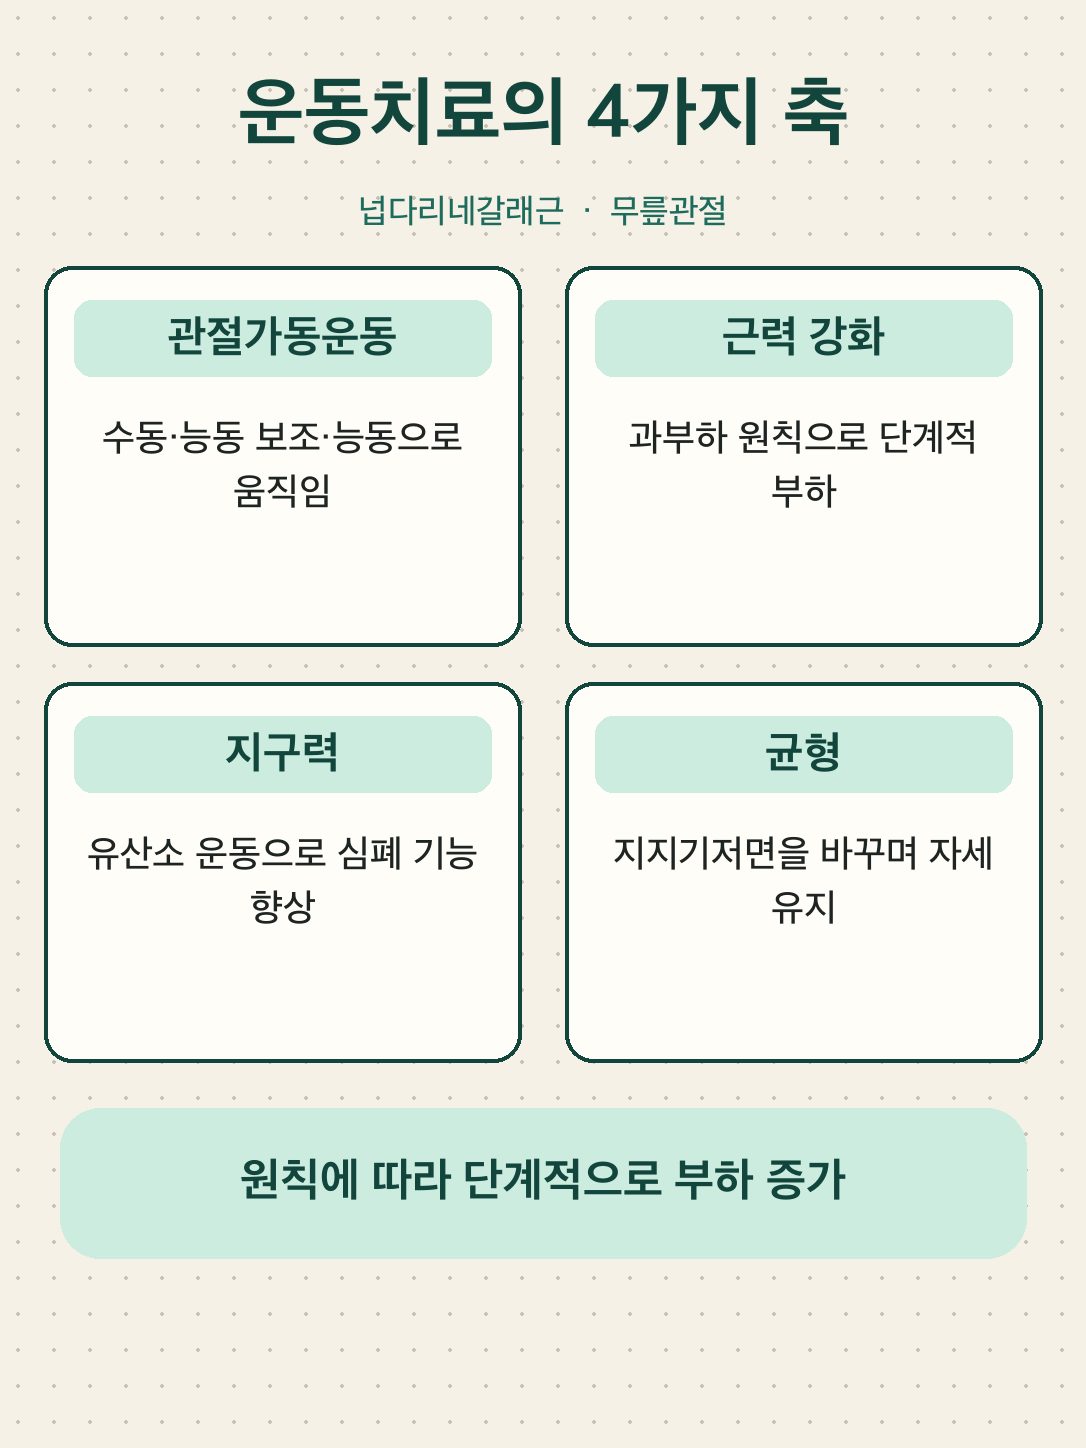 운동치료의 4가지 축
넙다리네갈래근 · 무릎관절
관절가동운동
수동·능동 보조·능동으로
움직임
근력 강화
과부하 원칙으로 단계적
부하
지구력
유산소 운동으로 심폐 기능
향상
균형
지지기저면을 바꾸며 자세
유지
원칙에 따라 단계적으로 부하 증가